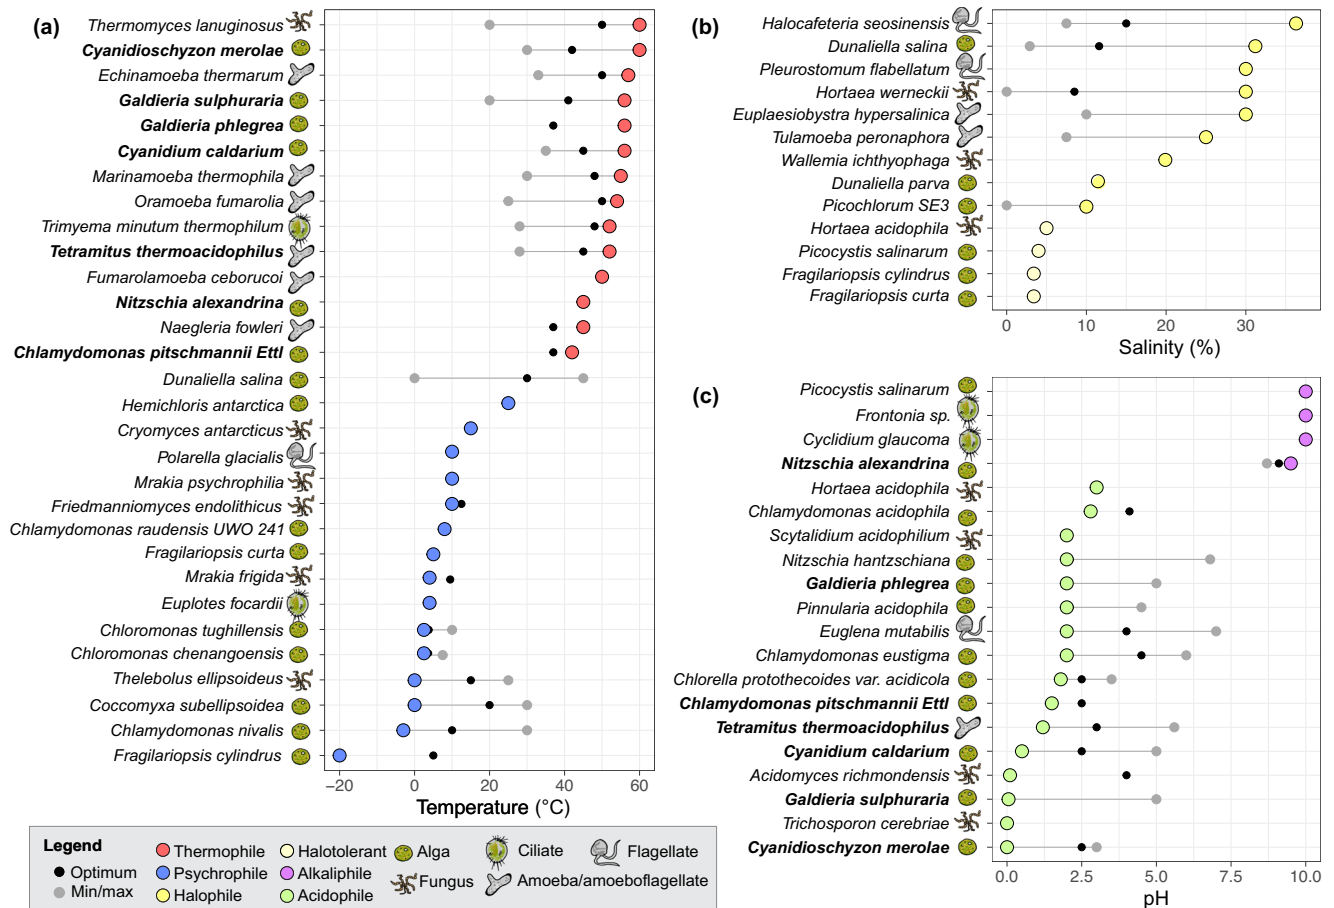 (a)
Thermomyces lanuginosus
Cyanidioschyzon merolae
Echinamoeba thermarum
Galdieria sulphuraria
Galdieria phlegrea
Cyanidium caldarium
Marinamoeba thermophila
Oramoeba fumarolia
Trimyema minutum thermophilum
Tetramitus thermoacidophilus
Fumarolamoeba ceborucoi
Nitzschia alexandrina
Naegleria fowleri
Chlamydomonas pitschmannii Ettl
Dunaliella salina
Hemichloris antarctica
Cryomyces antarcticus
Polarella glacialis
Mrakia psychrophilia
Friedmanniomyces endolithicus
Chlamydomonas raudensis UWO 241
Fragilariopsis curta
Mrakia frigida
Euplotes focardii
Chloromonas tughillensis
Chloromonas chenangoensis
Thelebolus ellipsoideus
Coccomyxa subellipsoidea
Chlamydomonas nivalis
Fragilariopsis cylindrus
−20 0 20 40 60
Temperature (°C)
(b)
Halocafeteria seosinensis
Dunaliella salina
Pleurostomum flabellatum
Hortaea werneckii
Euplaesiobystra hypersalinica
Tulamoeba peronaphora
Wallemia ichthyophaga
Dunaliella parva
Picochlorum SE3
Hortaea acidophila
Picocystis salinarum
Fragilariopsis cylindrus
Fragilariopsis curta
0 10 20 30
Salinity (%)
(c)
Picocystis salinarum
Frontonia sp.
Cyclidium glaucoma
Nitzschia alexandrina
Hortaea acidophila
Chlamydomonas acidophila
Scytalidium acidophilium
Nitzschia hantzschiana
Galdieria phlegrea
Pinnularia acidophila
Euglena mutabilis
Chlamydomonas eustigma
Chlorella protothecoides var. acidicola
Chlamydomonas pitschmannii Ettl
Tetramitus thermoacidophilus
Cyanidium caldarium
Acidomyces richmondensis
Galdieria sulphuraria
Trichosporon cerebriae
Cyanidioschyzon merolae
0.0 2.5 5.0 7.5 10.0
pH
Legend
Optimum
Min/max
Thermophile
Psychrophile
Halophile
Halotolerant
Alkaliphile
Acidophile
Alga
Fungus
Ciliate
Amoeba/amoeboflagellate
Flagellate